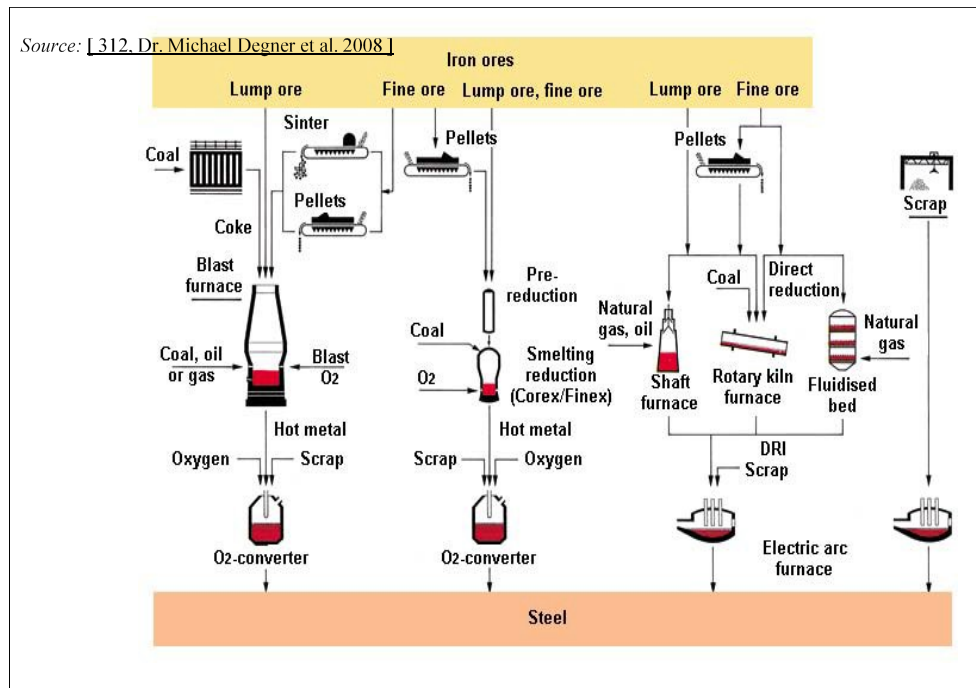 Source: [ 312, Dr. Michael Degner et al. 2008 ]
Iron ores
Lump ore
Fine ore
Lump ore, fine ore
Lump ore
Fine ore
Sinter
Pellets
Pellets
Coal
Pellets
Scrap
Coke
Blast
furnace
Pre-
reduction
Coal
Direct
reduction
Natural
gas, oil
Natural
gas
Coal
Coal, oil
or gas
Blast
O2
O2
Smelting
reduction
(Corex/Finex)
Shaft
furnace
Rotary kiln
furnace
Fluidised
bed
Hot metal
Hot metal
DRI
Oxygen
Scrap
Scrap
Oxygen
Scrap
O2-converter
O2-converter
Electric arc
furnace
Steel